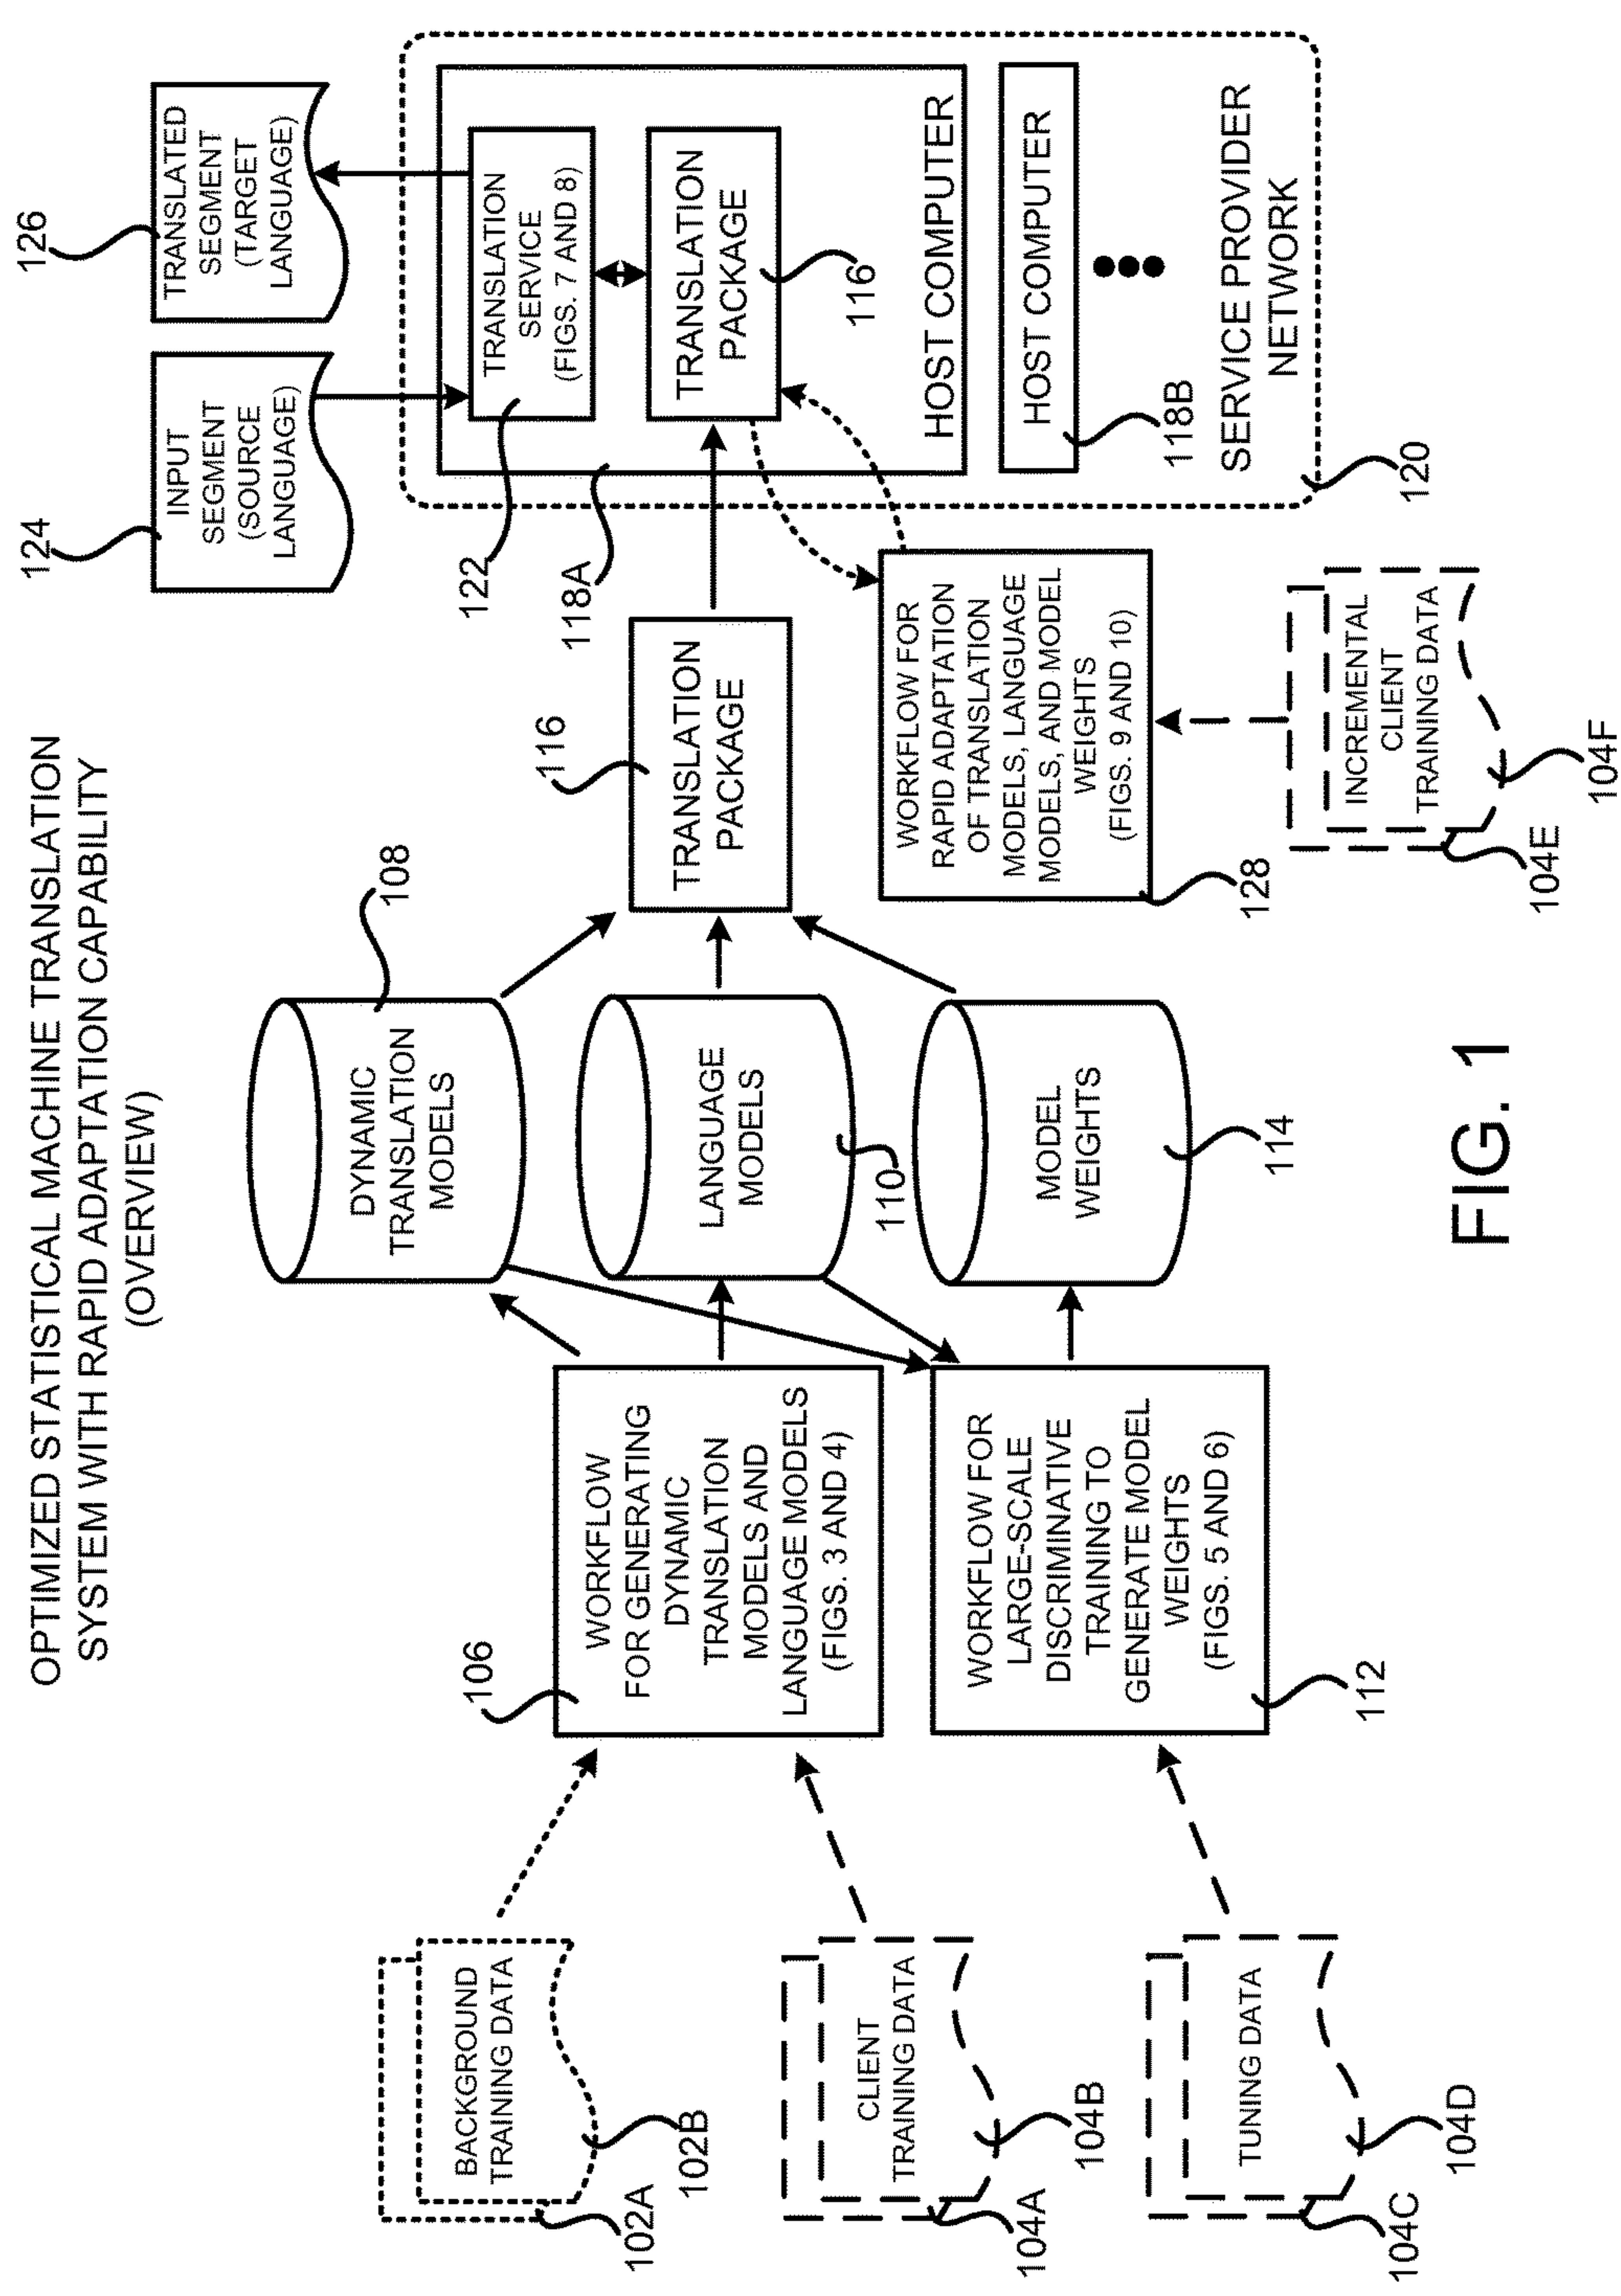 OPTIMIZED STATISTICAL MACHINE TRANSLATION
SYSTEM WITH RAPID ADAPTATION CAPABILITY
(OVERVIEW)
102A
102B
BACKGROUND
TRAINING DATA
104A
104B
CLIENT
TRAINING DATA
104C
104D
TUNING DATA
106
WORKFLOW
FOR GENERATING
DYNAMIC
TRANSLATION
MODELS AND
LANGUAGE MODELS
(FIGS. 3 AND 4)
112
WORKFLOW FOR
LARGE-SCALE
DISCRIMINATIVE
TRAINING TO
GENERATE MODEL
WEIGHTS
(FIGS. 5 AND 6)
108
DYNAMIC
TRANSLATION
MODELS
LANGUAGE
MODELS
110
MODEL
WEIGHTS
114
116
TRANSLATION
PACKAGE
128
WORKFLOW FOR
RAPID ADAPTATION
OF TRANSLATION
MODELS, LANGUAGE
MODELS, AND MODEL
WEIGHTS
(FIGS. 9 AND 10)
104E
104F
INCREMENTAL
CLIENT
TRAINING DATA
124
INPUT
SEGMENT
(SOURCE
LANGUAGE)
126
TRANSLATED
SEGMENT
(TARGET
LANGUAGE)
122
118A
TRANSLATION
SERVICE
(FIGS. 7 AND 8)
TRANSLATION
PACKAGE
116
HOST COMPUTER
HOST COMPUTER
118B
SERVICE PROVIDER
NETWORK
120
FIG. 1